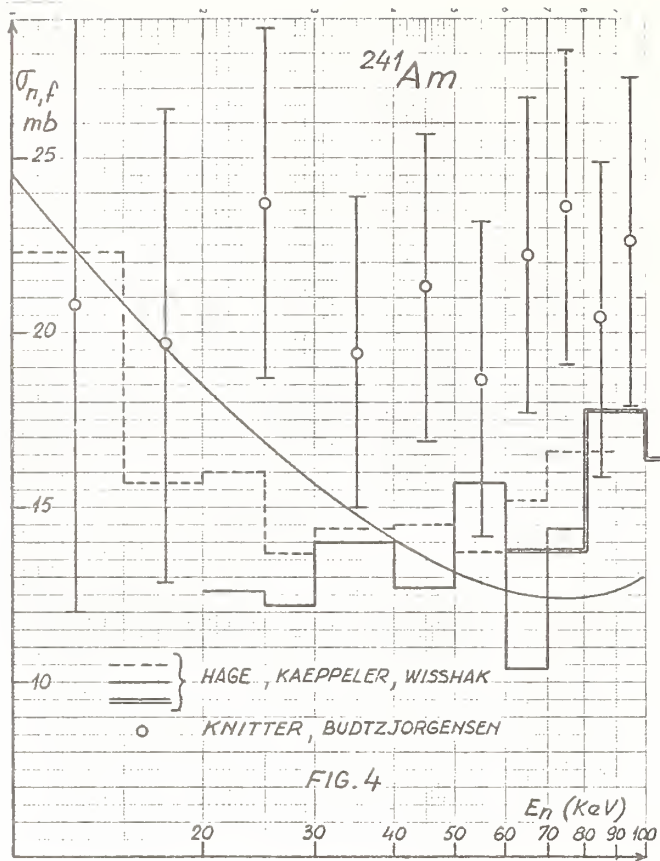 241Am
σn,f
mb
25
20
15
10
HAGE , KAEPPELER, WISSHAK
KNITTER, BUDTZJORGENSEN
FIG. 4
En (KeV)
20 30 40 50 60 70 80 90 100